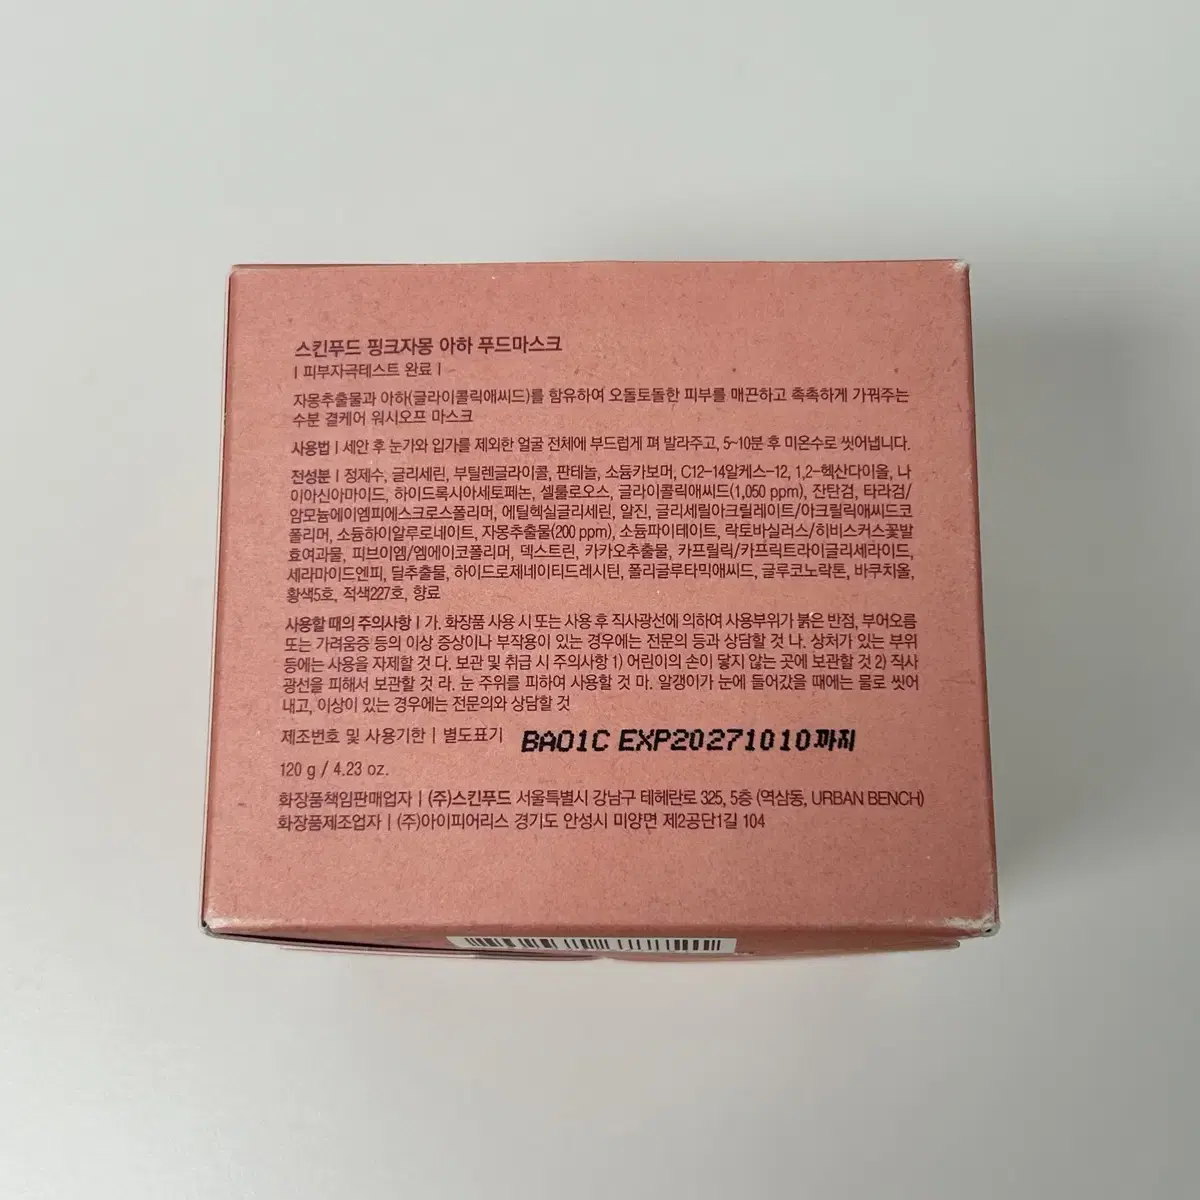 스킨푸드 핑크자몽 아하 푸드마스크
| 피부자극테스트 완료 |
자몽추출물과 아하(글라이콜릭애씨드)를 함유하여 오돌토돌한 피부를 매끈하고 촉촉하게 가꿔주는
수분 결케어 워시오프 마스크
사용법 | 세안 후 눈가와 입가를 제외한 얼굴 전체에 부드럽게 펴 발라주고, 5~10분 후 미온수로 씻어냅니다.
전성분 | 정제수, 글리세린, 부틸렌글라이콜, 판테놀, 소듐카보머, C12-14알케스-12, 1,2-헥산다이올, 나
이아신아마이드, 하이드록시아세토페논, 셀룰로오스, 글라이콜릭애씨드(1,050 ppm), 잔탄검, 타라검/
암모늄에이엠피에스크로스폴리머, 에틸헥실글리세린, 알진, 글리세릴아크릴레이트/아크릴릭애씨드코
폴리머, 소듐하이알루로네이트, 자몽추출물(200 ppm), 소듐파이테이트, 락토바실러스/히비스커스꽃발
효여과물, 피브이엠/엠에이코폴리머, 덱스트린, 카카오추출물, 카프릴릭/카프릭트라이글리세라이드,
세라마이드엔피, 딜추출물, 하이드로제네이티드레시틴, 폴리글루타믹애씨드, 글루코노락톤, 바쿠치올,
황색5호, 적색227호, 향료
사용할 때의 주의사항 | 가. 화장품 사용 시 또는 사용 후 직사광선에 의하여 사용부위가 붉은 반점, 부어오름
또는 가려움증 등의 이상 증상이나 부작용이 있는 경우에는 전문의 등과 상담할 것 나. 상처가 있는 부위
등에는 사용을 자제할 것 다. 보관 및 취급 시 주의사항 1) 어린이의 손이 닿지 않는 곳에 보관할 것 2) 직사
광선을 피해서 보관할 것 라. 눈 주위를 피하여 사용할 것 마. 알갱이가 눈에 들어갔을 때에는 물로 씻어
내고, 이상이 있는 경우에는 전문의와 상담할 것
제조번호 및 사용기한 | 별도표기 BA01C EXP20271010까지
120 g / 4.23 oz.
화장품책임판매업자 | (주)스킨푸드 서울특별시 강남구 테헤란로 325, 5층 (역삼동, URBAN BENCH)
화장품제조업자 | (주)아이피어리스 경기도 안성시 미양면 제2공단1길 104